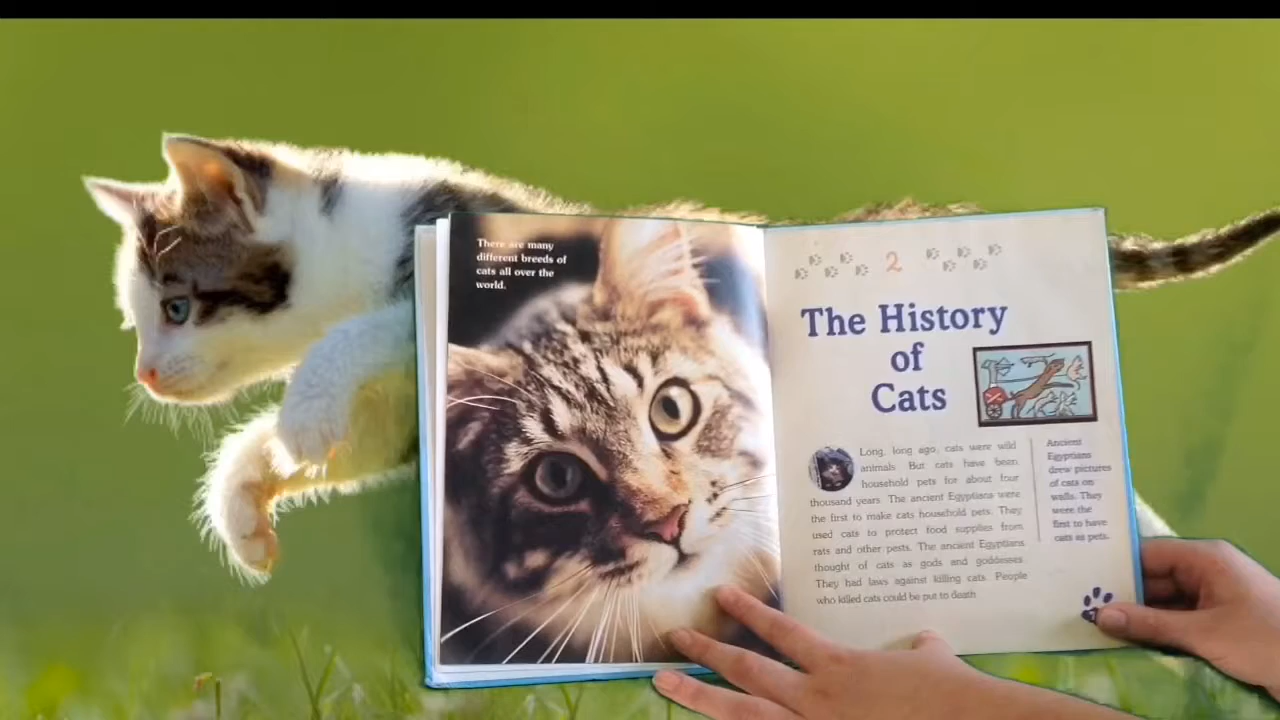 There are many
different breeds of
cats all over the
world.
2
The History
of
Cats
Long, long ago, cats were wild
animals. But cats have been
household pets for about four
thousand years. The ancient Egyptians were
the first to make cats household pets. They
used cats to protect food supplies from
rats and other pests. The ancient Egyptians
thought of cats as gods and goddesses.
They had laws against killing cats. People
who killed cats could be put to death.
Ancient
Egyptians
drew pictures
of cats on
walls. They
were the
first to have
cats as pets.